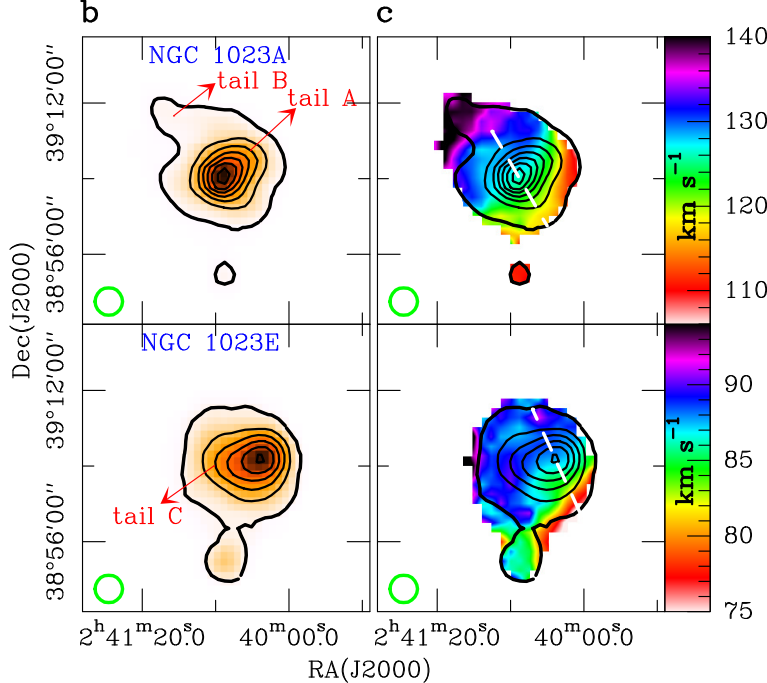 b c
NGC 1023A
tail B
tail A
39°12′00″
38°56′00″
140
130
120
110
km s⁻¹
Dec(J2000)
NGC 1023E
tail C
39°12′00″
38°56′00″
90
85
80
75
km s⁻¹
2ʰ41ᵐ20ˢ.0 40ᵐ00ˢ.0 2ʰ41ᵐ20ˢ.0 40ᵐ00ˢ.0
RA(J2000)